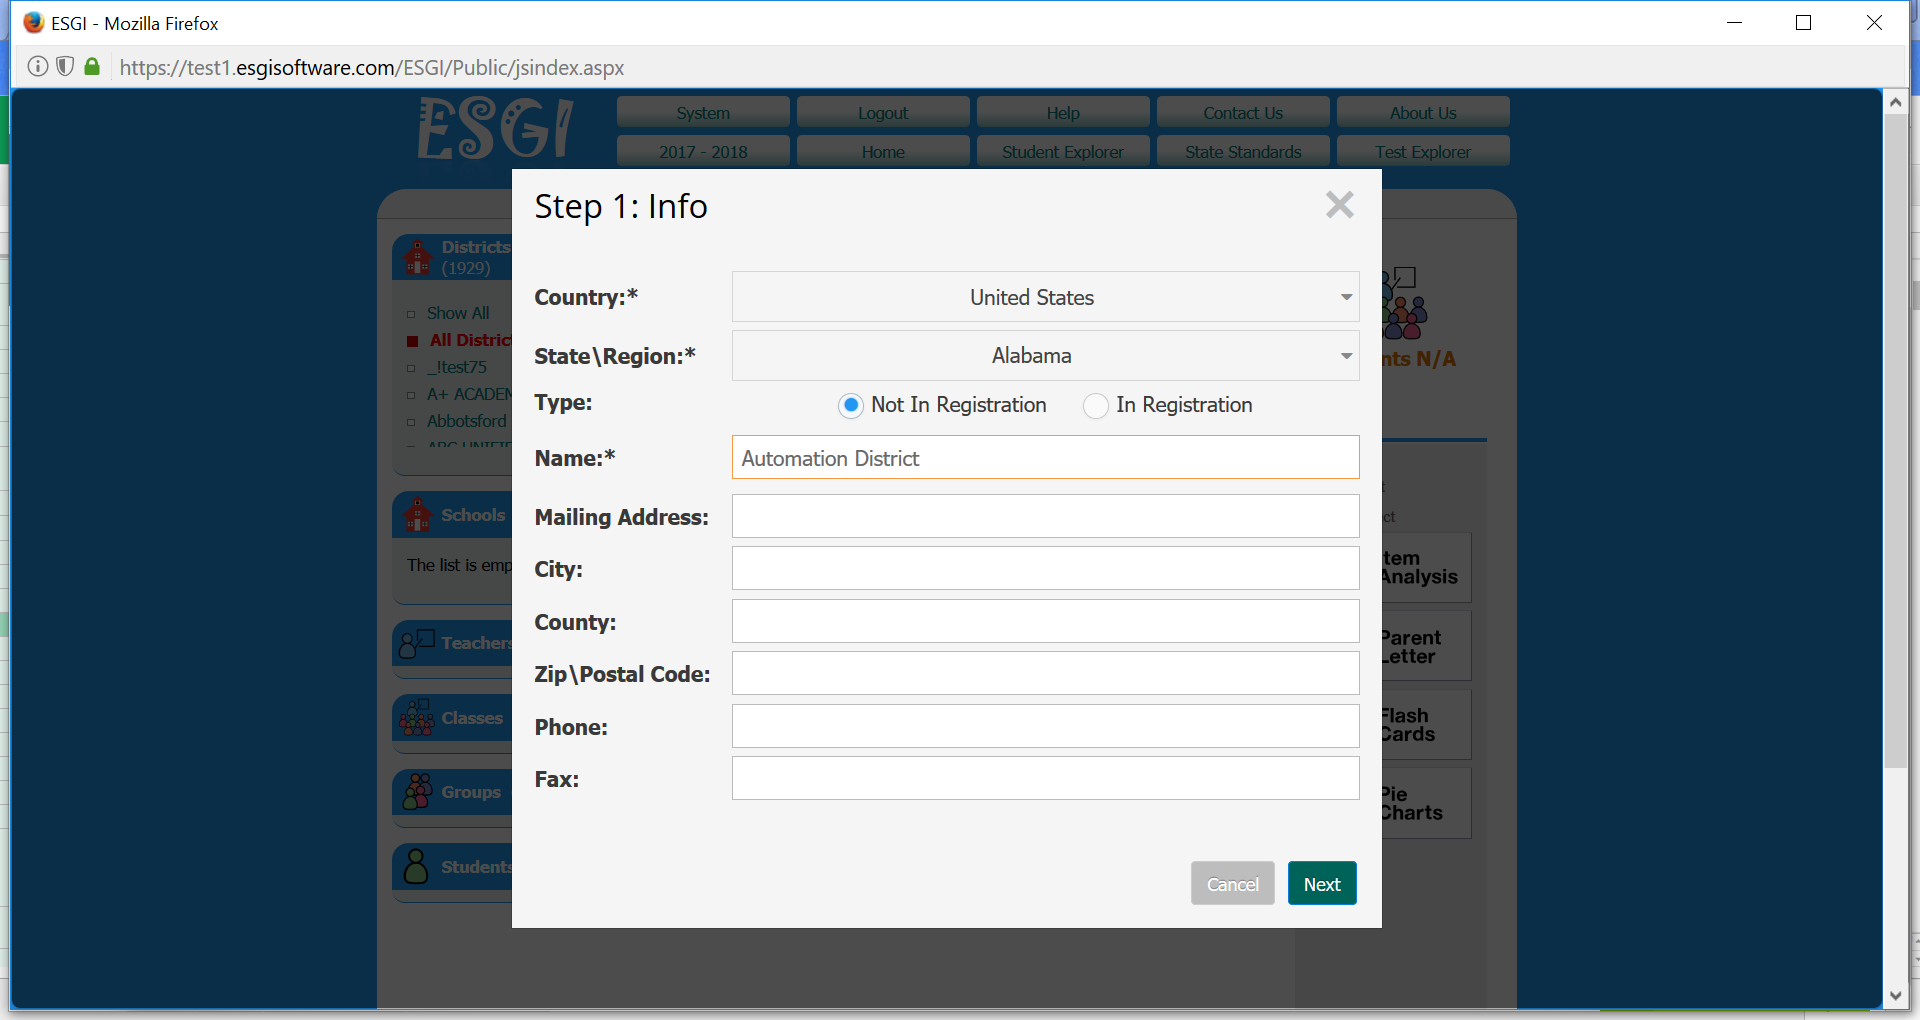 ESGI - Mozilla Firefox
https://test1.esgisoftware.com/ESGI/Public/jsindex.aspx
ESGI
System
Logout
Help
Contact Us
About Us
2017 - 2018
Home
Student Explorer
State Standards
Test Explorer
Districts
(1929)
Show All
All Distric
_!test75
A+ ACADEM
Abbotsford
Schools
The list is emp
Teachers
Classes
Groups
Students
Step 1: Info
Country:*
United States
State\Region:*
Alabama
Type:
Not In Registration
In Registration
Name:*
Automation District
Mailing Address:
City:
County:
Zip\Postal Code:
Phone:
Fax:
Cancel
Next
nts N/A
ct
tem
Analysis
Parent
Letter
Flash
Cards
Pie
Charts